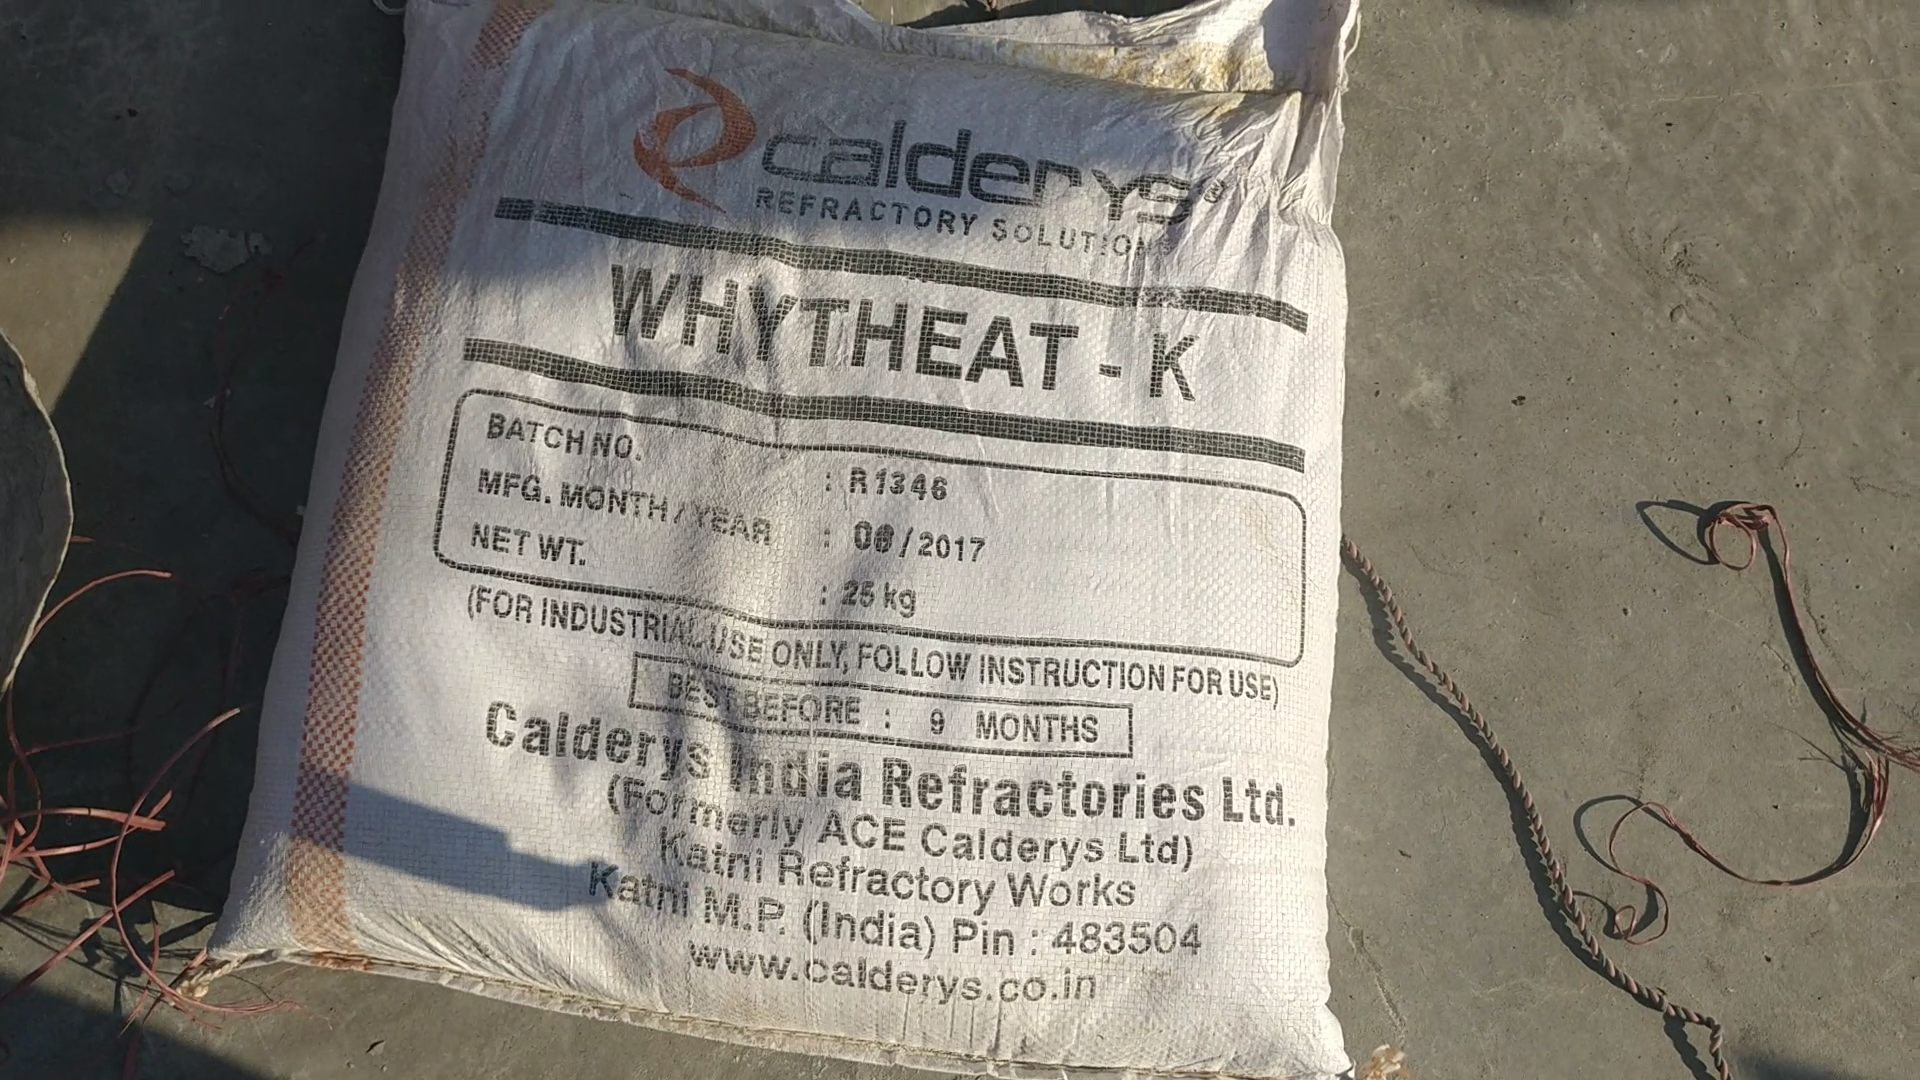 calderys®
REFRACTORY SOLUTIONS
WHYTHEAT - K
BATCH NO. : R1346
MFG. MONTH / YEAR : /2017
NET WT. : 25 kg
(FOR INDUSTRIAL USE ONLY, FOLLOW INSTRUCTION FOR USE)
BEST BEFORE : 9 MONTHS
Calderys India Refractories Ltd.
(Formerly ACE Calderys Ltd)
Katni Refractory Works
Katni M.P. (India) Pin : 483504
www.calderys.co.in